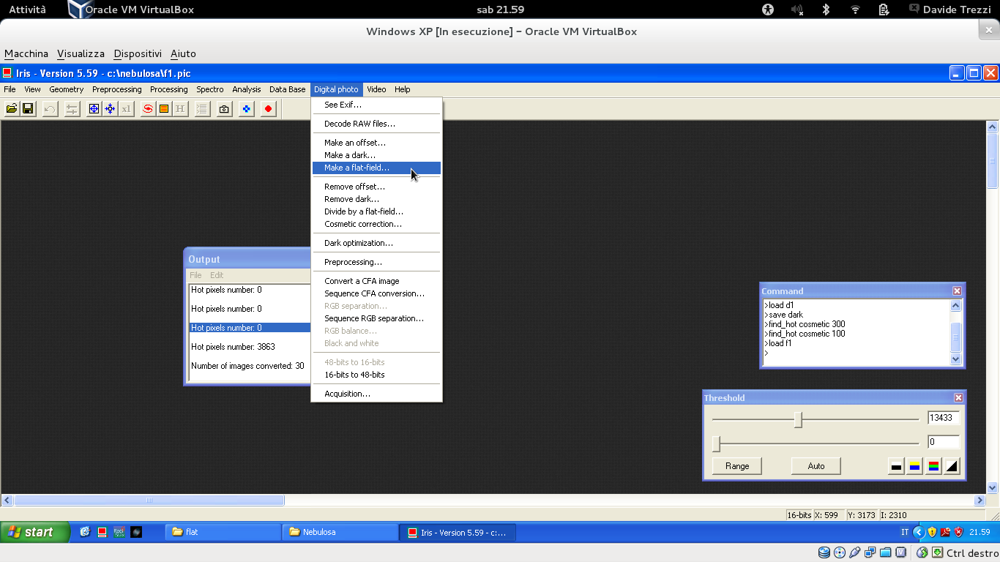 Attività Oracle VM VirtualBox sab 21.59 Davide Trezzi
Windows XP [In esecuzione] – Oracle VM VirtualBox
Macchina Visualizza Dispositivi Aiuto
Iris - Version 5.59 - c:\nebulosa\f1.pic
File View Geometry Preprocessing Processing Spectro Analysis Data Base Digital photo Video Help
x1 H
See Exif...
Decode RAW files...
Make an offset...
Make a dark...
Make a flat-field...
Remove offset...
Remove dark...
Divide by a flat-field...
Cosmetic correction...
Dark optimization...
Preprocessing...
Convert a CFA image
Sequence CFA conversion...
RGB separation...
Sequence RGB separation...
RGB balance...
Black and white
48-bits to 16-bits
16-bits to 48-bits
Acquisition...
Output
File Edit
Hot pixels number: 0
Hot pixels number: 0
Hot pixels number: 0
Hot pixels number: 3863
Number of images converted: 30
Command
>load d1
>save dark
>find_hot cosmetic 300
>find_hot cosmetic 100
>load f1
>
Threshold
13433
0
Range Auto
16-bits X: 599 Y: 3173 I: 2310
start flat Nebulosa Iris - Version 5.59 - c:... IT 21.59
Ctrl destro